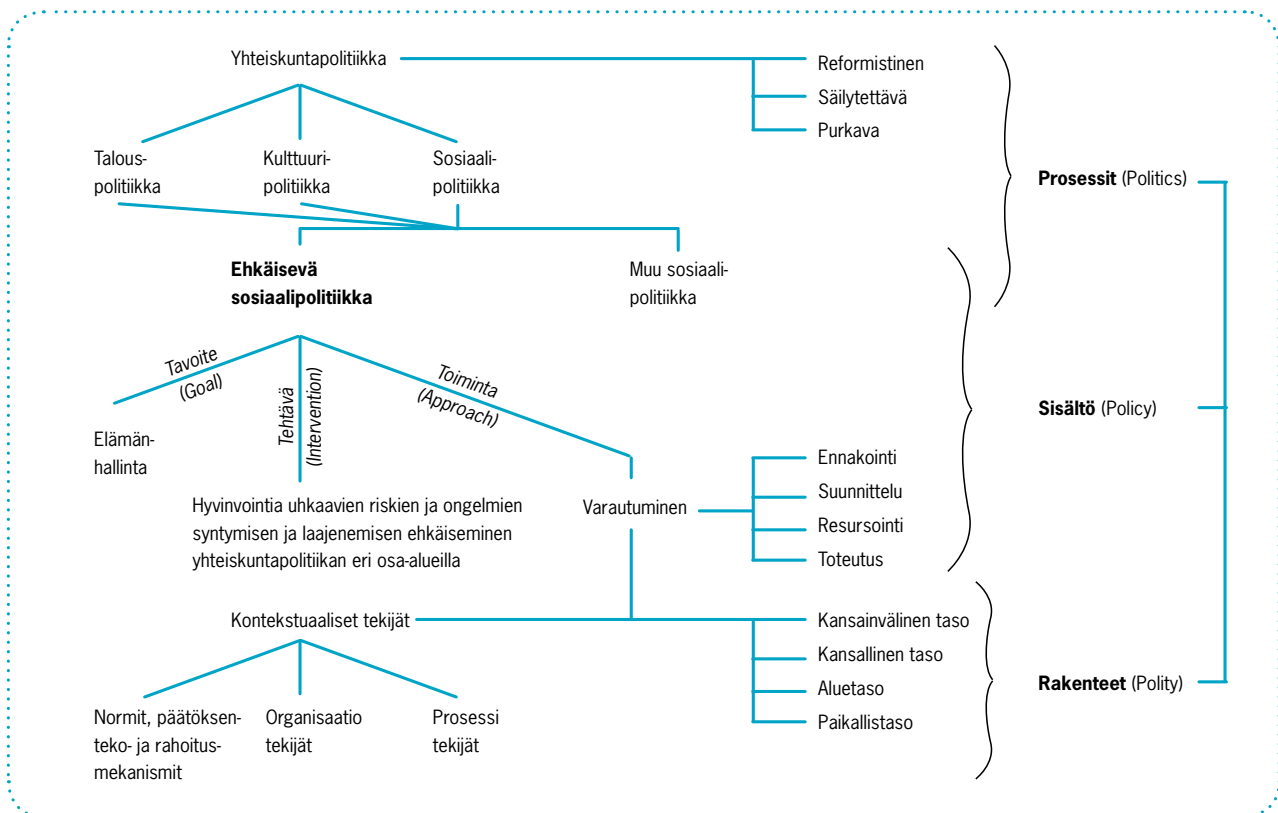 Yhteiskuntapolitiikka
Reformistinen
Säilytettävä
Purkava
Talous-
politiikka
Kulttuuri-
politiikka
Sosiaali-
politiikka
Prosessit (Politics)
Ehkäisevä
sosiaalipolitiikka
Muu sosiaali-
politiikka
Tavoite
(Goal)
Tehtävä
(Intervention)
Toiminta
(Approach)
Sisältö (Policy)
Elämän-
hallinta
Hyvinvointia uhkaavien riskien ja ongelmien
syntymisen ja laajenemisen ehkäiseminen
yhteiskuntapolitiikan eri osa-alueilla
Varautuminen
Ennakointi
Suunnittelu
Resursointi
Toteutus
Kontekstuaaliset tekijät
Kansainvälinen taso
Kansallinen taso
Aluetaso
Paikallistaso
Rakenteet (Polity)
Normit, päätöksen-
teko- ja rahoitus-
mekanismit
Organisaatio
tekijät
Prosessi
tekijät